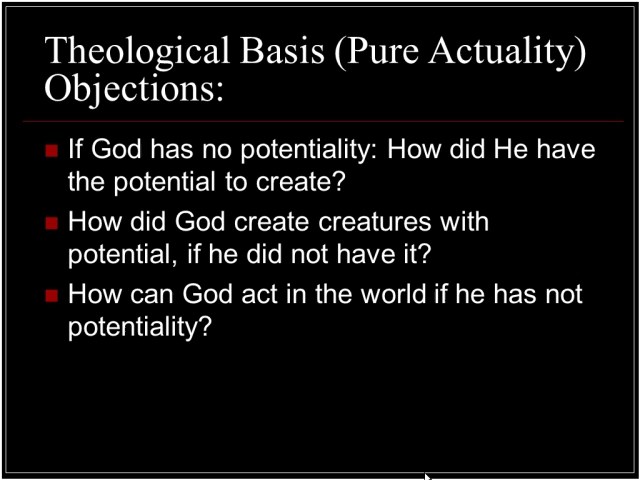 Theological Basis (Pure Actuality)
Objections:
If God has no potentiality: How did He have
the potential to create?
How did God create creatures with
potential, if he did not have it?
How can God act in the world if he has not
potentiality?